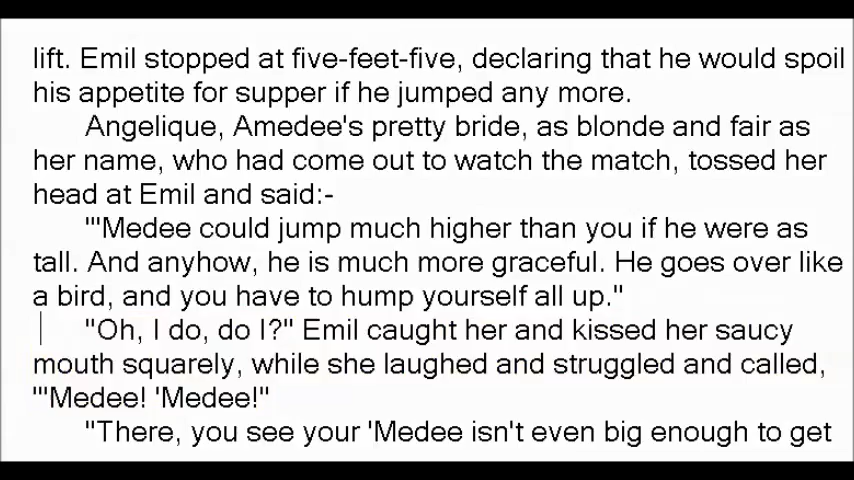 lift. Emil stopped at five-feet-five, declaring that he would spoil
his appetite for supper if he jumped any more.
Angelique, Amedee's pretty bride, as blonde and fair as
her name, who had come out to watch the match, tossed her
head at Emil and said:-
"'Medee could jump much higher than you if he were as
tall. And anyhow, he is much more graceful. He goes over like
a bird, and you have to hump yourself all up."
"Oh, I do, do I?" Emil caught her and kissed her saucy
mouth squarely, while she laughed and struggled and called,
"'Medee! 'Medee!"
"There, you see your 'Medee isn't even big enough to get